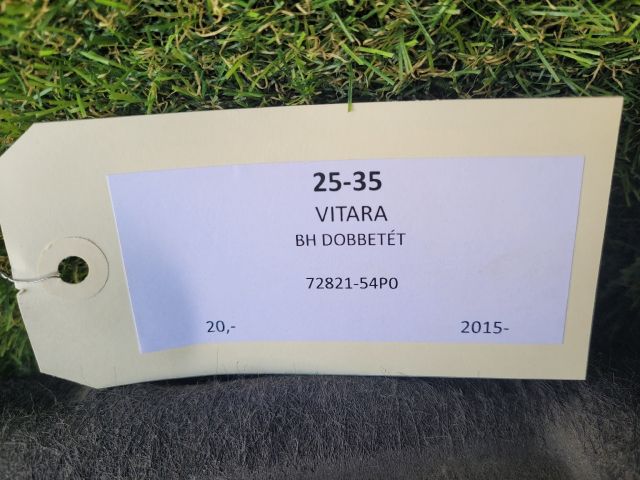 25-35
VITARA
BH DOBBETÉT
72821-54P0
20,- 2015-